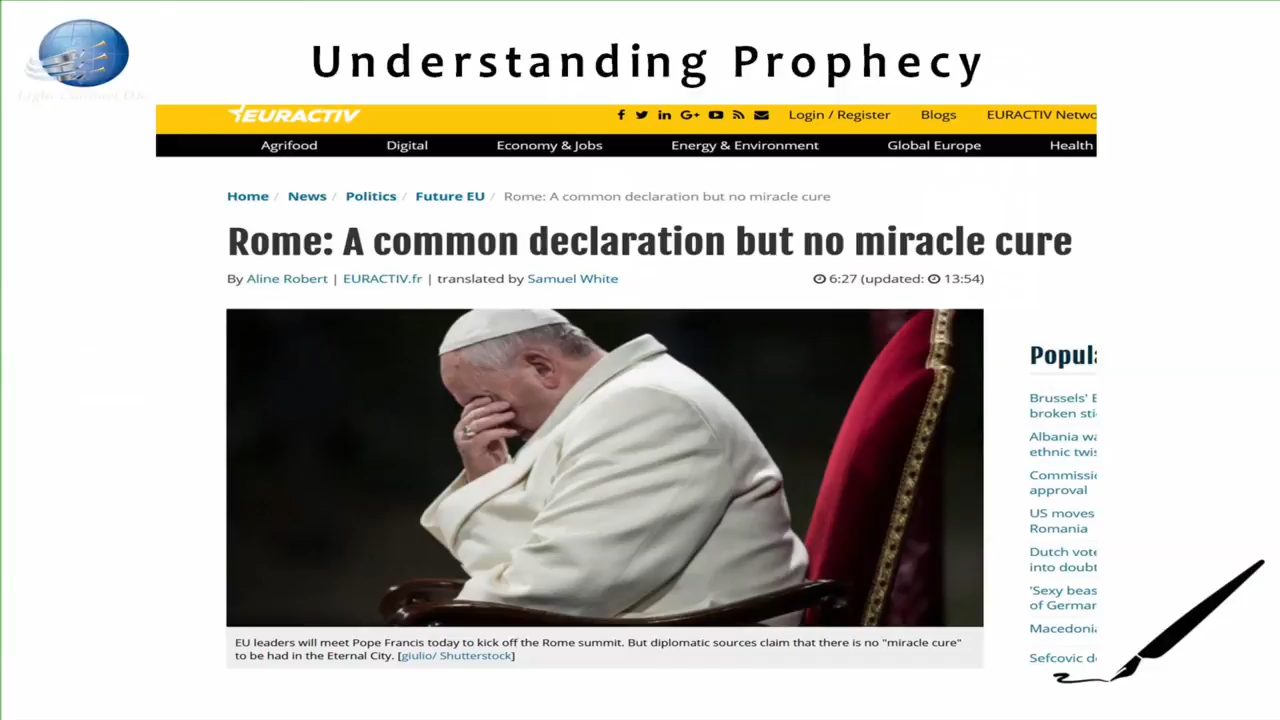 Understanding Prophecy
EURACTIV
Login / Register Blogs EURACTIV Netwo
Agrifood Digital Economy & Jobs Energy & Environment Global Europe Health
Home / News / Politics / Future EU / Rome: A common declaration but no miracle cure
Rome: A common declaration but no miracle cure
By Aline Robert | EURACTIV.fr | translated by Samuel White
6:27 (updated: 13:54)
EU leaders will meet Pope Francis today to kick off the Rome summit. But diplomatic sources claim that there is no "miracle cure"
to be had in the Eternal City. [giulio/ Shutterstock]
Popula
Brussels' E
broken sti
Albania wa
ethnic twis
Commissio
approval
US moves
Romania
Dutch vote
into doubt
'Sexy beas
of German
Macedonia
Sefcovic d